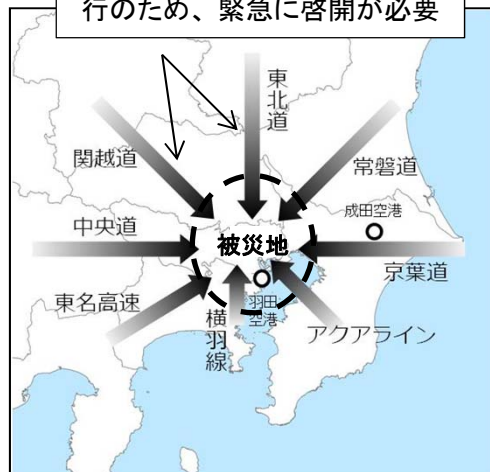 行のため、緊急に啓開が必要
東北道
関越道
常磐道
成田空港
中央道
被災地
京葉道
東名高速
羽田
空港
横羽線
アクアライン